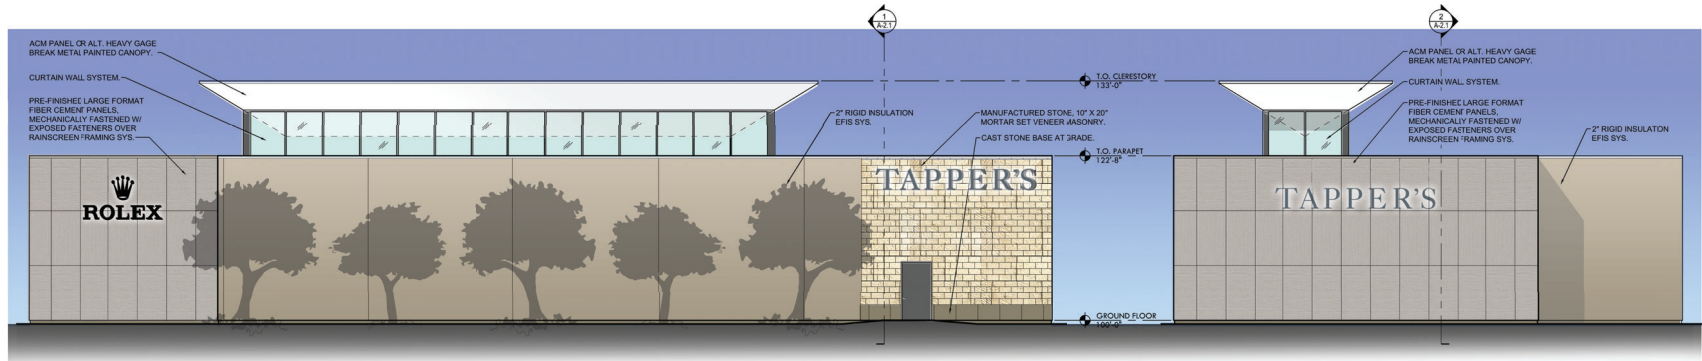 1
A-2.1
2
A-2.1
ACM PANEL OR ALT. HEAVY GAGE
BREAK METAL PAINTED CANOPY.
CURTAIN WALL SYSTEM.
PRE-FINISHED LARGE FORMAT
FIBER CEMENT PANELS,
MECHANICALLY FASTENED W/
EXPOSED FASTENERS OVER
RAINSCREEN FRAMING SYS.
2" RIGID INSULATION
EFIS SYS.
MANUFACTURED STONE, 10" X 20"
MORTAR SET VENEER MASONRY.
CAST STONE BASE AT GRADE.
T.O. CLERESTORY
133'-0"
T.O. PARAPET
122'-8"
GROUND FLOOR
100'-0"
ACM PANEL OR ALT. HEAVY GAGE
BREAK METAL PAINTED CANOPY.
CURTAIN WALL SYSTEM.
PRE-FINISHED LARGE FORMAT
FIBER CEMENT PANELS,
MECHANICALLY FASTENED W/
EXPOSED FASTENERS OVER
RAINSCREEN FRAMING SYS.
2" RIGID INSULATION
EFIS SYS.
ROLEX
TAPPER'S
TAPPER'S